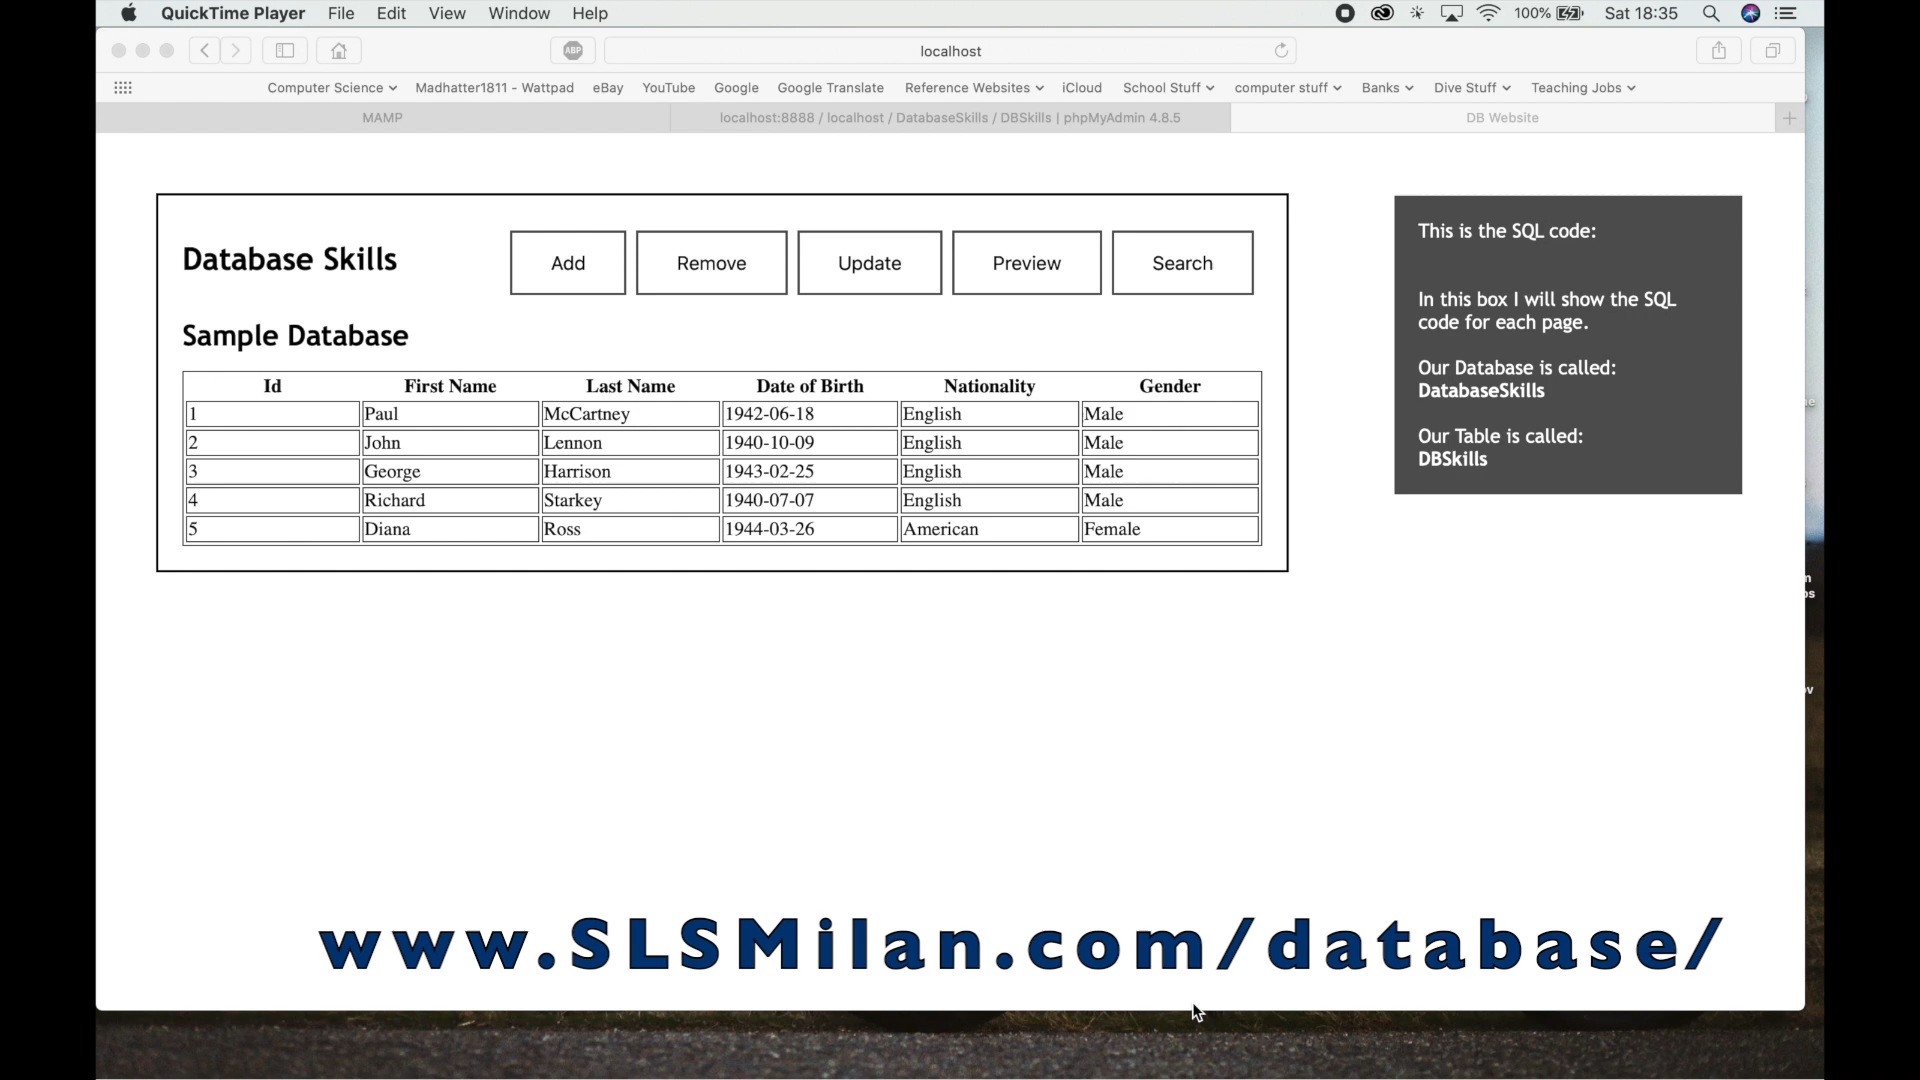 QuickTime Player File Edit View Window Help 100% Sat 18:35
ABP localhost
Computer Science Madhatter1811 - Wattpad eBay YouTube Google Google Translate Reference Websites iCloud School Stuff computer stuff Banks Dive Stuff Teaching Jobs
MAMP localhost:8888 / localhost / DatabaseSkills / DBSkills | phpMyAdmin 4.8.5 DB Website
Database Skills Add Remove Update Preview Search
Sample Database
Id First Name Last Name Date of Birth Nationality Gender
1 Paul McCartney 1942-06-18 English Male
2 John Lennon 1940-10-09 English Male
3 George Harrison 1943-02-25 English Male
4 Richard Starkey 1940-07-07 English Male
5 Diana Ross 1944-03-26 American Female
This is the SQL code:
In this box I will show the SQL
code for each page.
Our Database is called:
DatabaseSkills
Our Table is called:
DBSkills
www.SLSMilan.com/database/